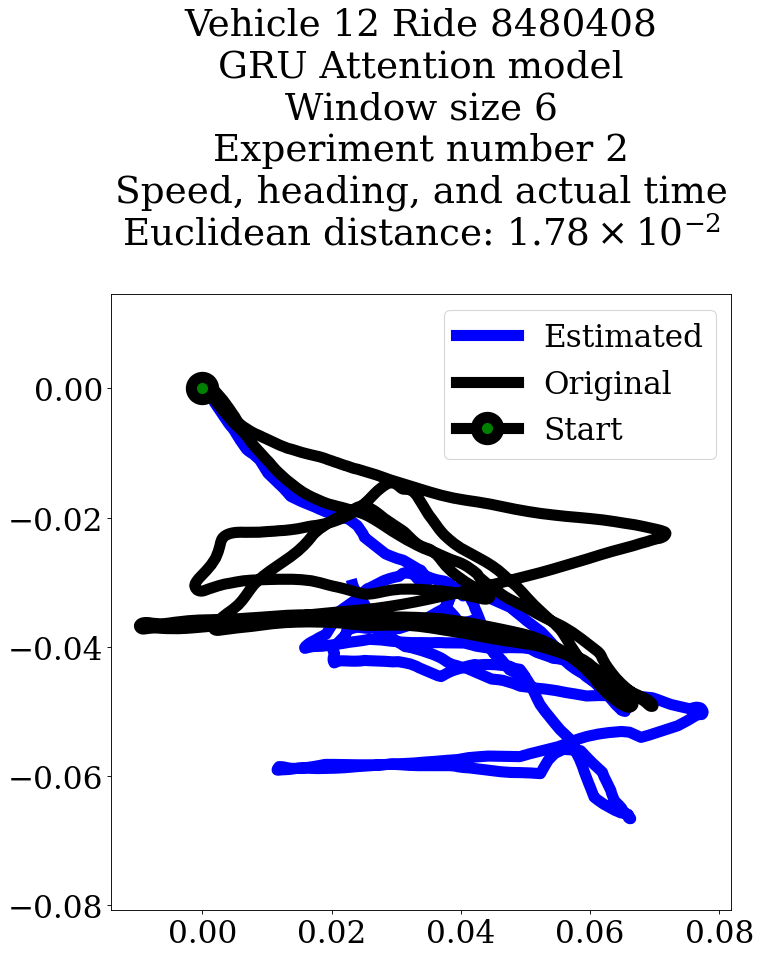 Vehicle 12 Ride 8480408
GRU Attention model
Window size 6
Experiment number 2
Speed, heading, and actual time
Euclidean distance: 1.78 × 10⁻²
Estimated
Original
Start
0.00
−0.02
−0.04
−0.06
−0.08
0.00 0.02 0.04 0.06 0.08